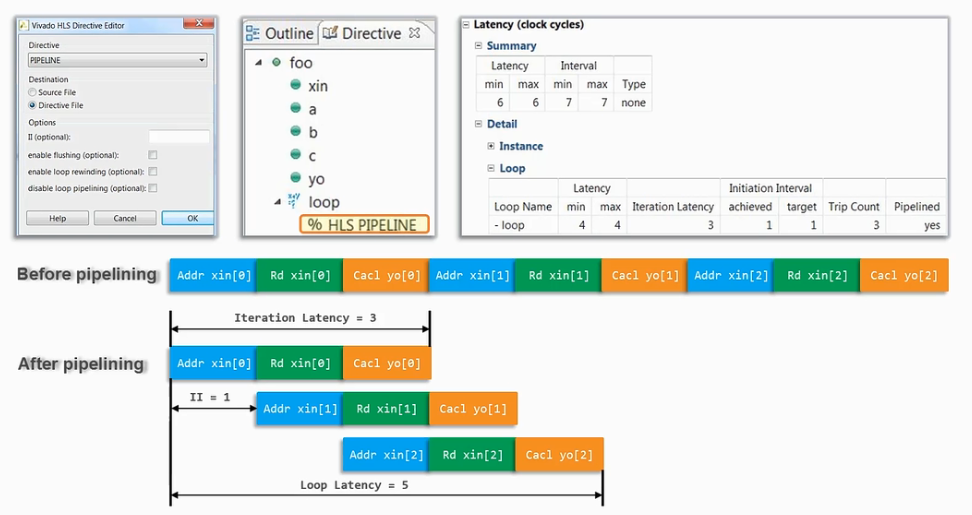 Vivado HLS Directive Editor
Directive
PIPELINE
Destination
Source File
Directive File
Options
II (optional):
enable flushing (optional):
enable loop rewinding (optional):
disable loop pipelining (optional):
Help Cancel OK
Outline Directive
foo
xin
a
b
c
yo
loop
% HLS PIPELINE
Latency (clock cycles)
Summary
Latency Interval
min max min max Type
6 6 7 7 none
Detail
Instance
Loop
Latency Initiation Interval
Loop Name min max Iteration Latency achieved target Trip Count Pipelined
- loop 4 4 3 1 1 3 yes
Before pipelining Addr xin[0] Rd xin[0] Cacl yo[0] Addr xin[1] Rd xin[1] Cacl yo[1] Addr xin[2] Rd xin[2] Cacl yo[2]
Iteration Latency = 3
After pipelining Addr xin[0] Rd xin[0] Cacl yo[0]
II = 1 Addr xin[1] Rd xin[1] Cacl yo[1]
Addr xin[2] Rd xin[2] Cacl yo[2]
Loop Latency = 5